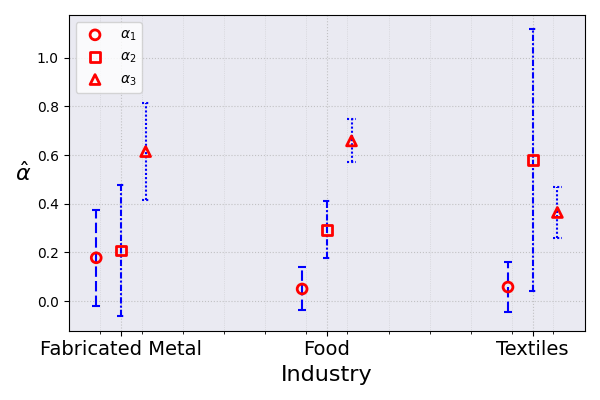 α₁
α₂
α₃
1.0
0.8
0.6
0.4
0.2
0.0
α̂
Fabricated Metal Food Textiles
Industry